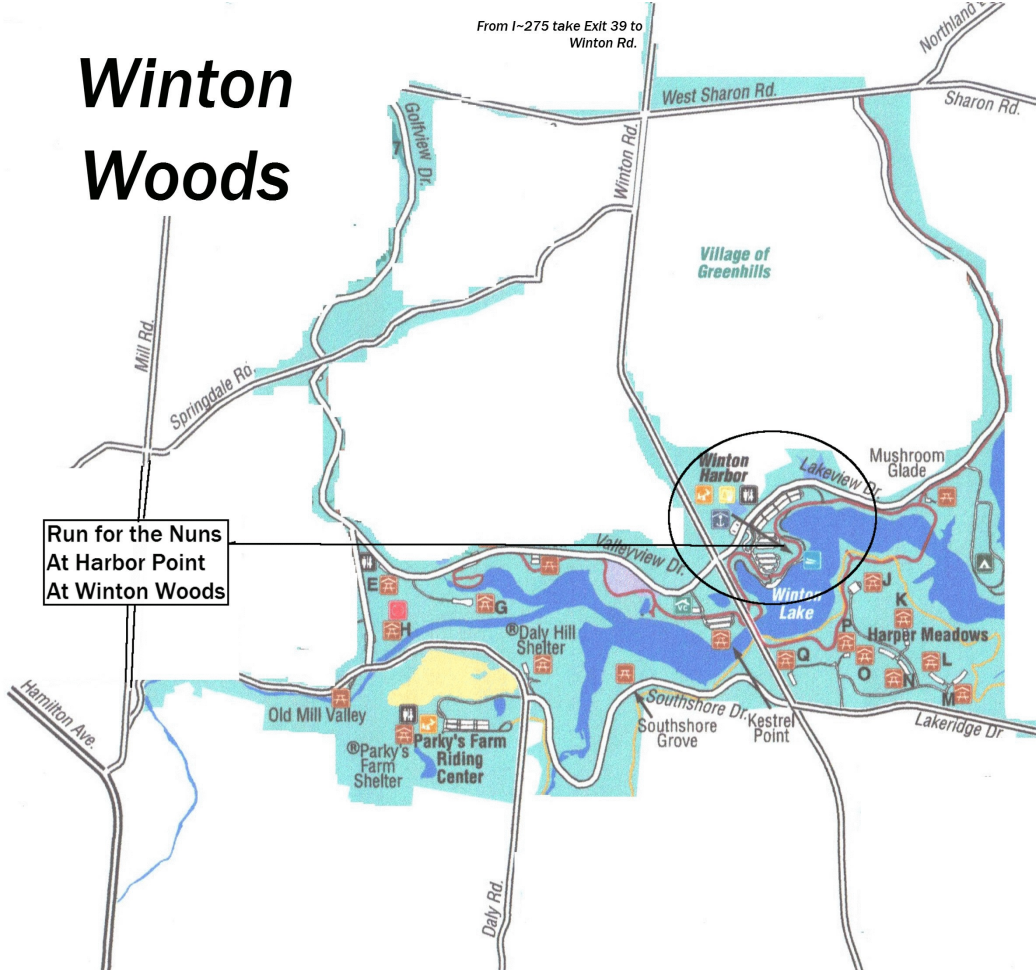 From I~275 take Exit 39 to
Winton Rd.
Winton
Woods
Northland
West Sharon Rd.
Sharon Rd.
Golfview Dr.
7
Winton Rd.
Village of
Greenhills
Mill Rd.
Springdale Rd.
Winton
Harbor
Lakeview Dr.
Mushroom
Glade
Run for the Nuns
At Harbor Point
At Winton Woods
Valleyview Dr.
E
G
H
Winton
Lake
J
K
P
Harper Meadows
Q
O
L
N
M
®Daly Hill
Shelter
Old Mill Valley
Hamilton Ave.
®Parky's
Farm
Shelter
Parky's Farm
Riding
Center
Southshore Dr.
Southshore
Grove
Kestrel
Point
Lakeridge Dr
Daly Rd.